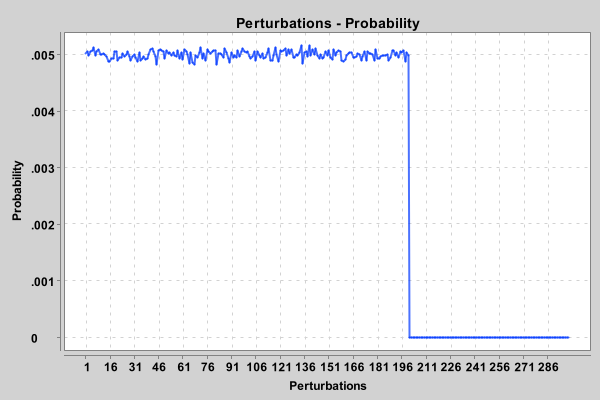 Perturbations - Probability
Probability
.005
.004
.003
.002
.001
0
1 16 31 46 61 76 91 106 121 136 151 166 181 196 211 226 241 256 271 286
Perturbations